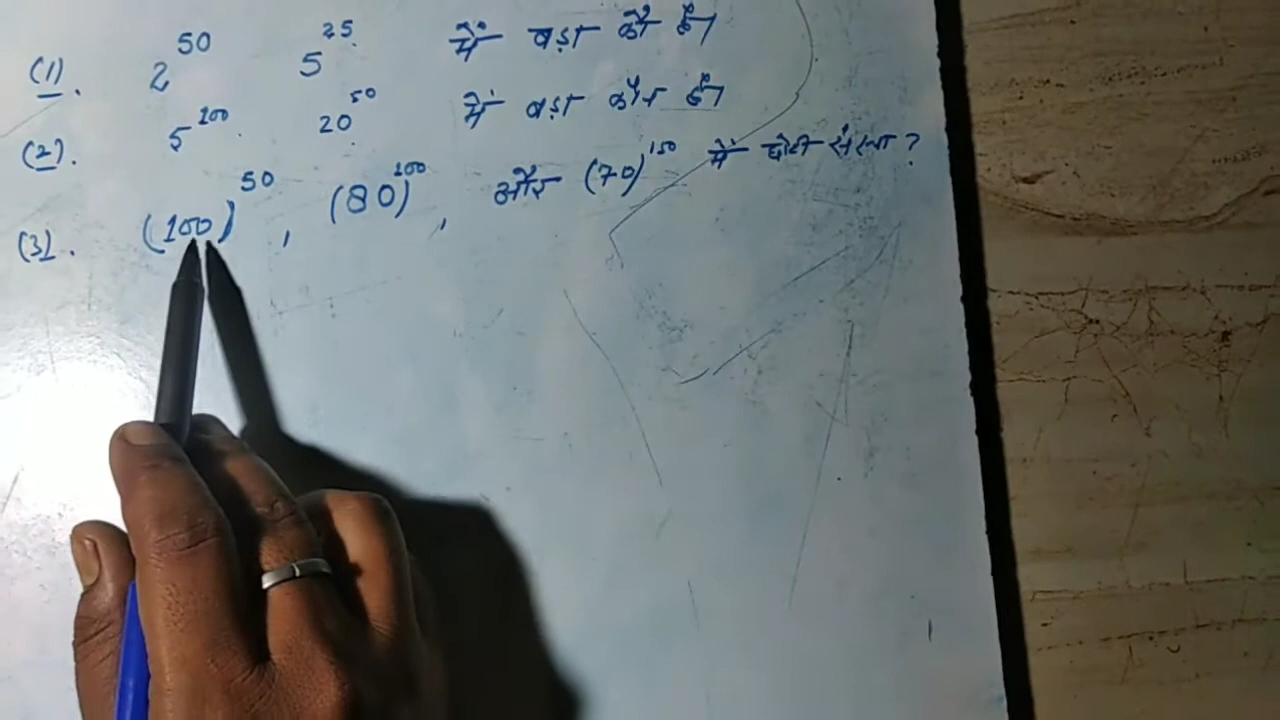 (1). 2^50 5^25 में बड़ा कौ है
(2). 5^100 20^50 में बड़ा कौन है
(3). (100)^50 , (80)^100 , और (70)^150 में छोटी संख्या ?